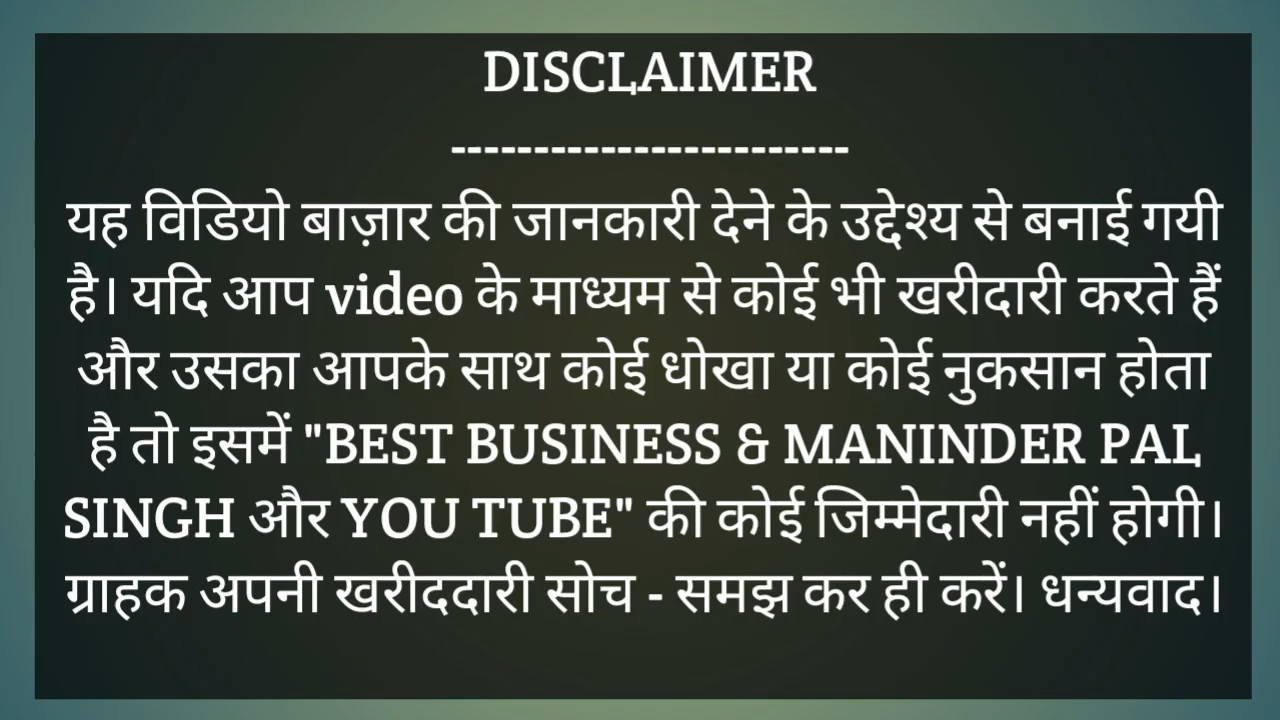 DISCLAIMER
------------------------
यह विडियो बाज़ार की जानकारी देने के उद्देश्य से बनाई गयी
है। यदि आप video के माध्यम से कोई भी खरीदारी करते हैं
और उसका आपके साथ कोई धोखा या कोई नुकसान होता
है तो इसमें "BEST BUSINESS & MANINDER PAL
SINGH और YOU TUBE" की कोई जिम्मेदारी नहीं होगी।
ग्राहक अपनी खरीददारी सोच - समझ कर ही करें। धन्यवाद।